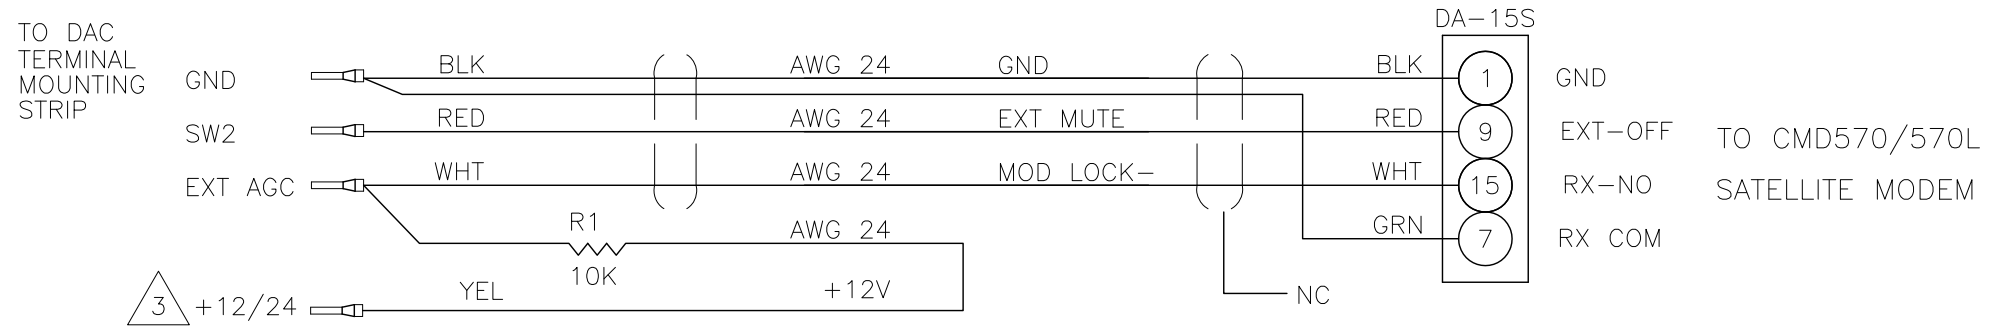 DA-15S
TO DAC
TERMINAL
MOUNTING
STRIP
GND BLK AWG 24 GND BLK 1 GND
SW2 RED AWG 24 EXT MUTE RED 9 EXT-OFF
TO CMD570/570L
SATELLITE MODEM
EXT AGC WHT AWG 24 MOD LOCK- WHT 15 RX-NO
R1 AWG 24 GRN 7 RX COM
10K
3 +12/24 YEL +12V NC